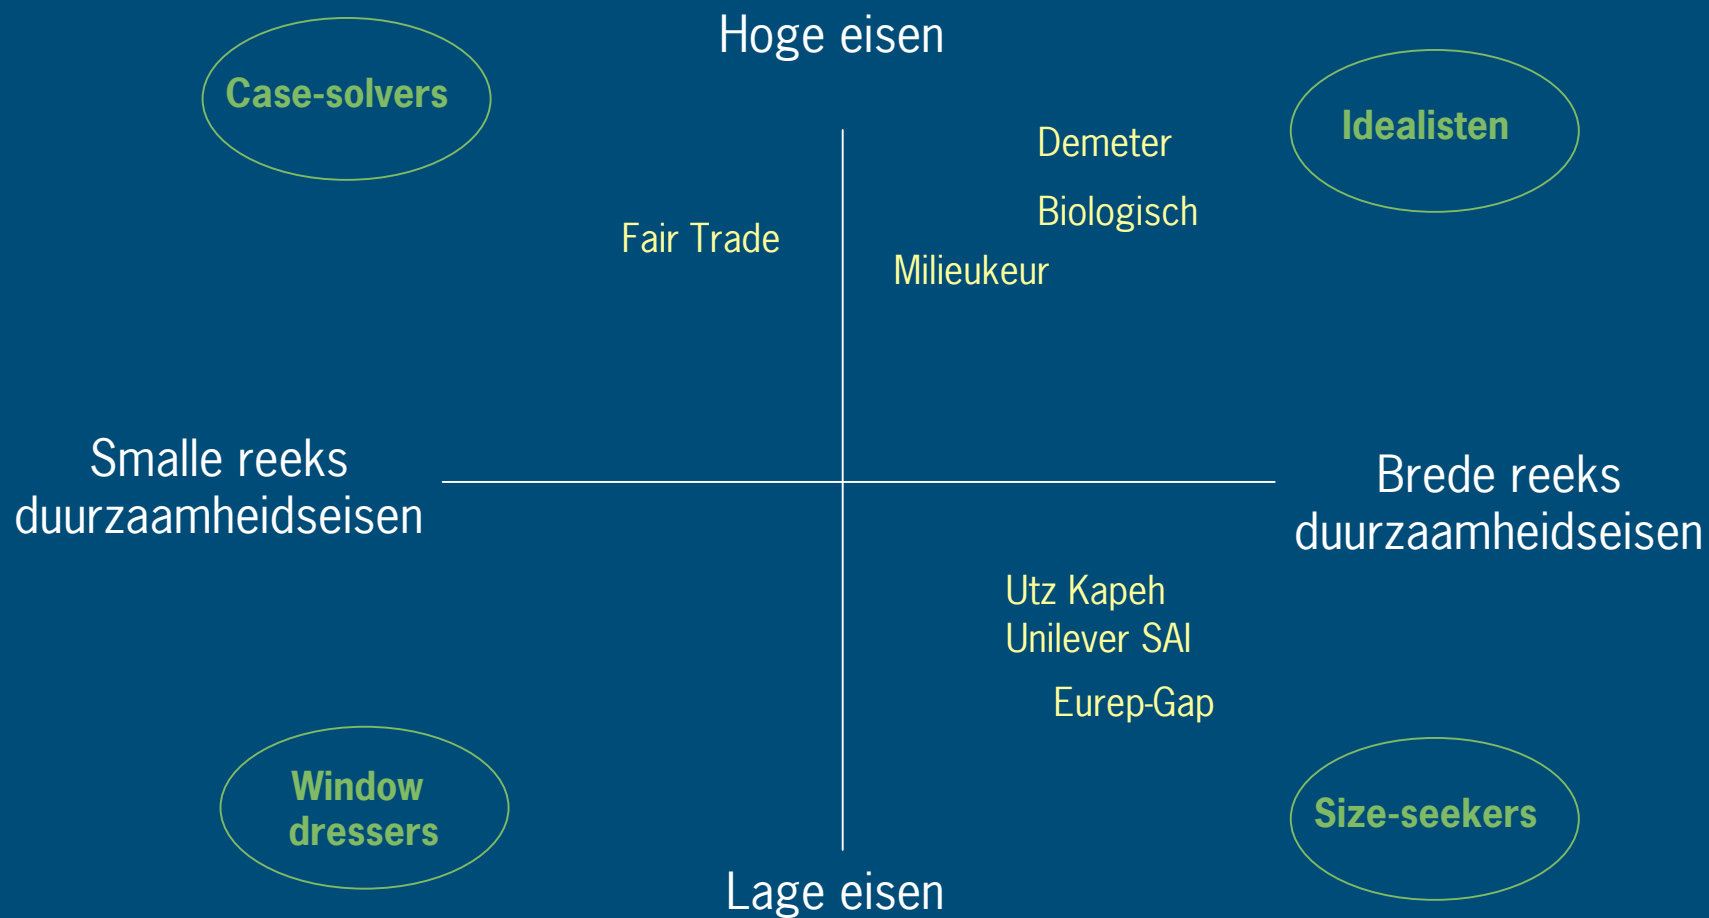 Hoge eisen
Case-solvers
Idealisten
Demeter
Biologisch
Fair Trade
Milieukeur
Smalle reeks
duurzaamheidseisen
Brede reeks
duurzaamheidseisen
Utz Kapeh
Unilever SAI
Eurep-Gap
Window
dressers
Size-seekers
Lage eisen